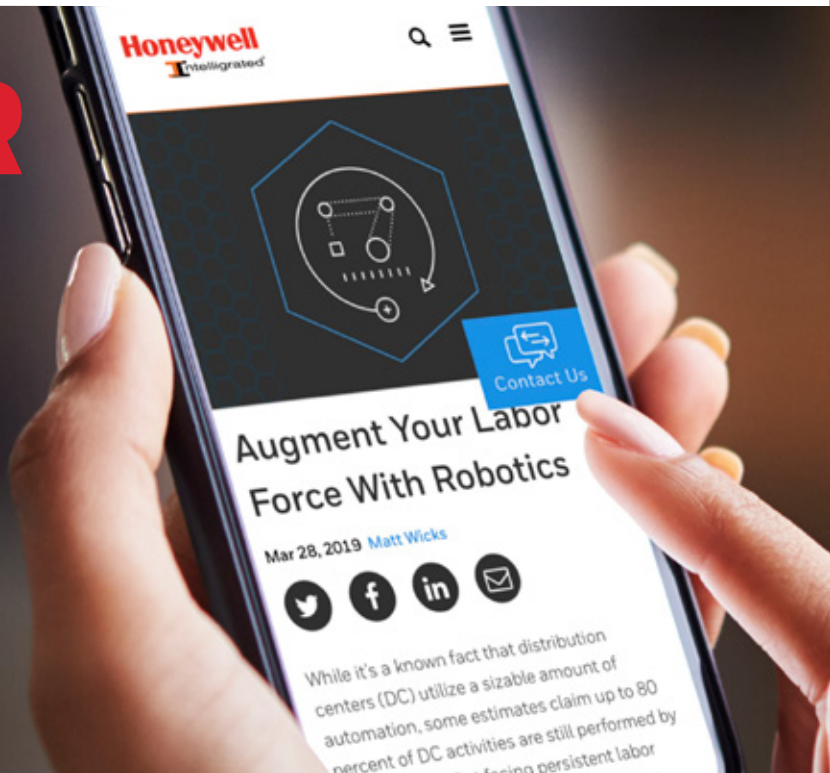 Honeywell
Intelligrated
R
Contact Us
Augment Your Labor
Force With Robotics
Mar 28, 2019 Matt Wicks
While it's a known fact that distribution
centers (DC) utilize a sizable amount of
automation, some estimates claim up to 80
percent of DC activities are still performed by
facing persistent labor